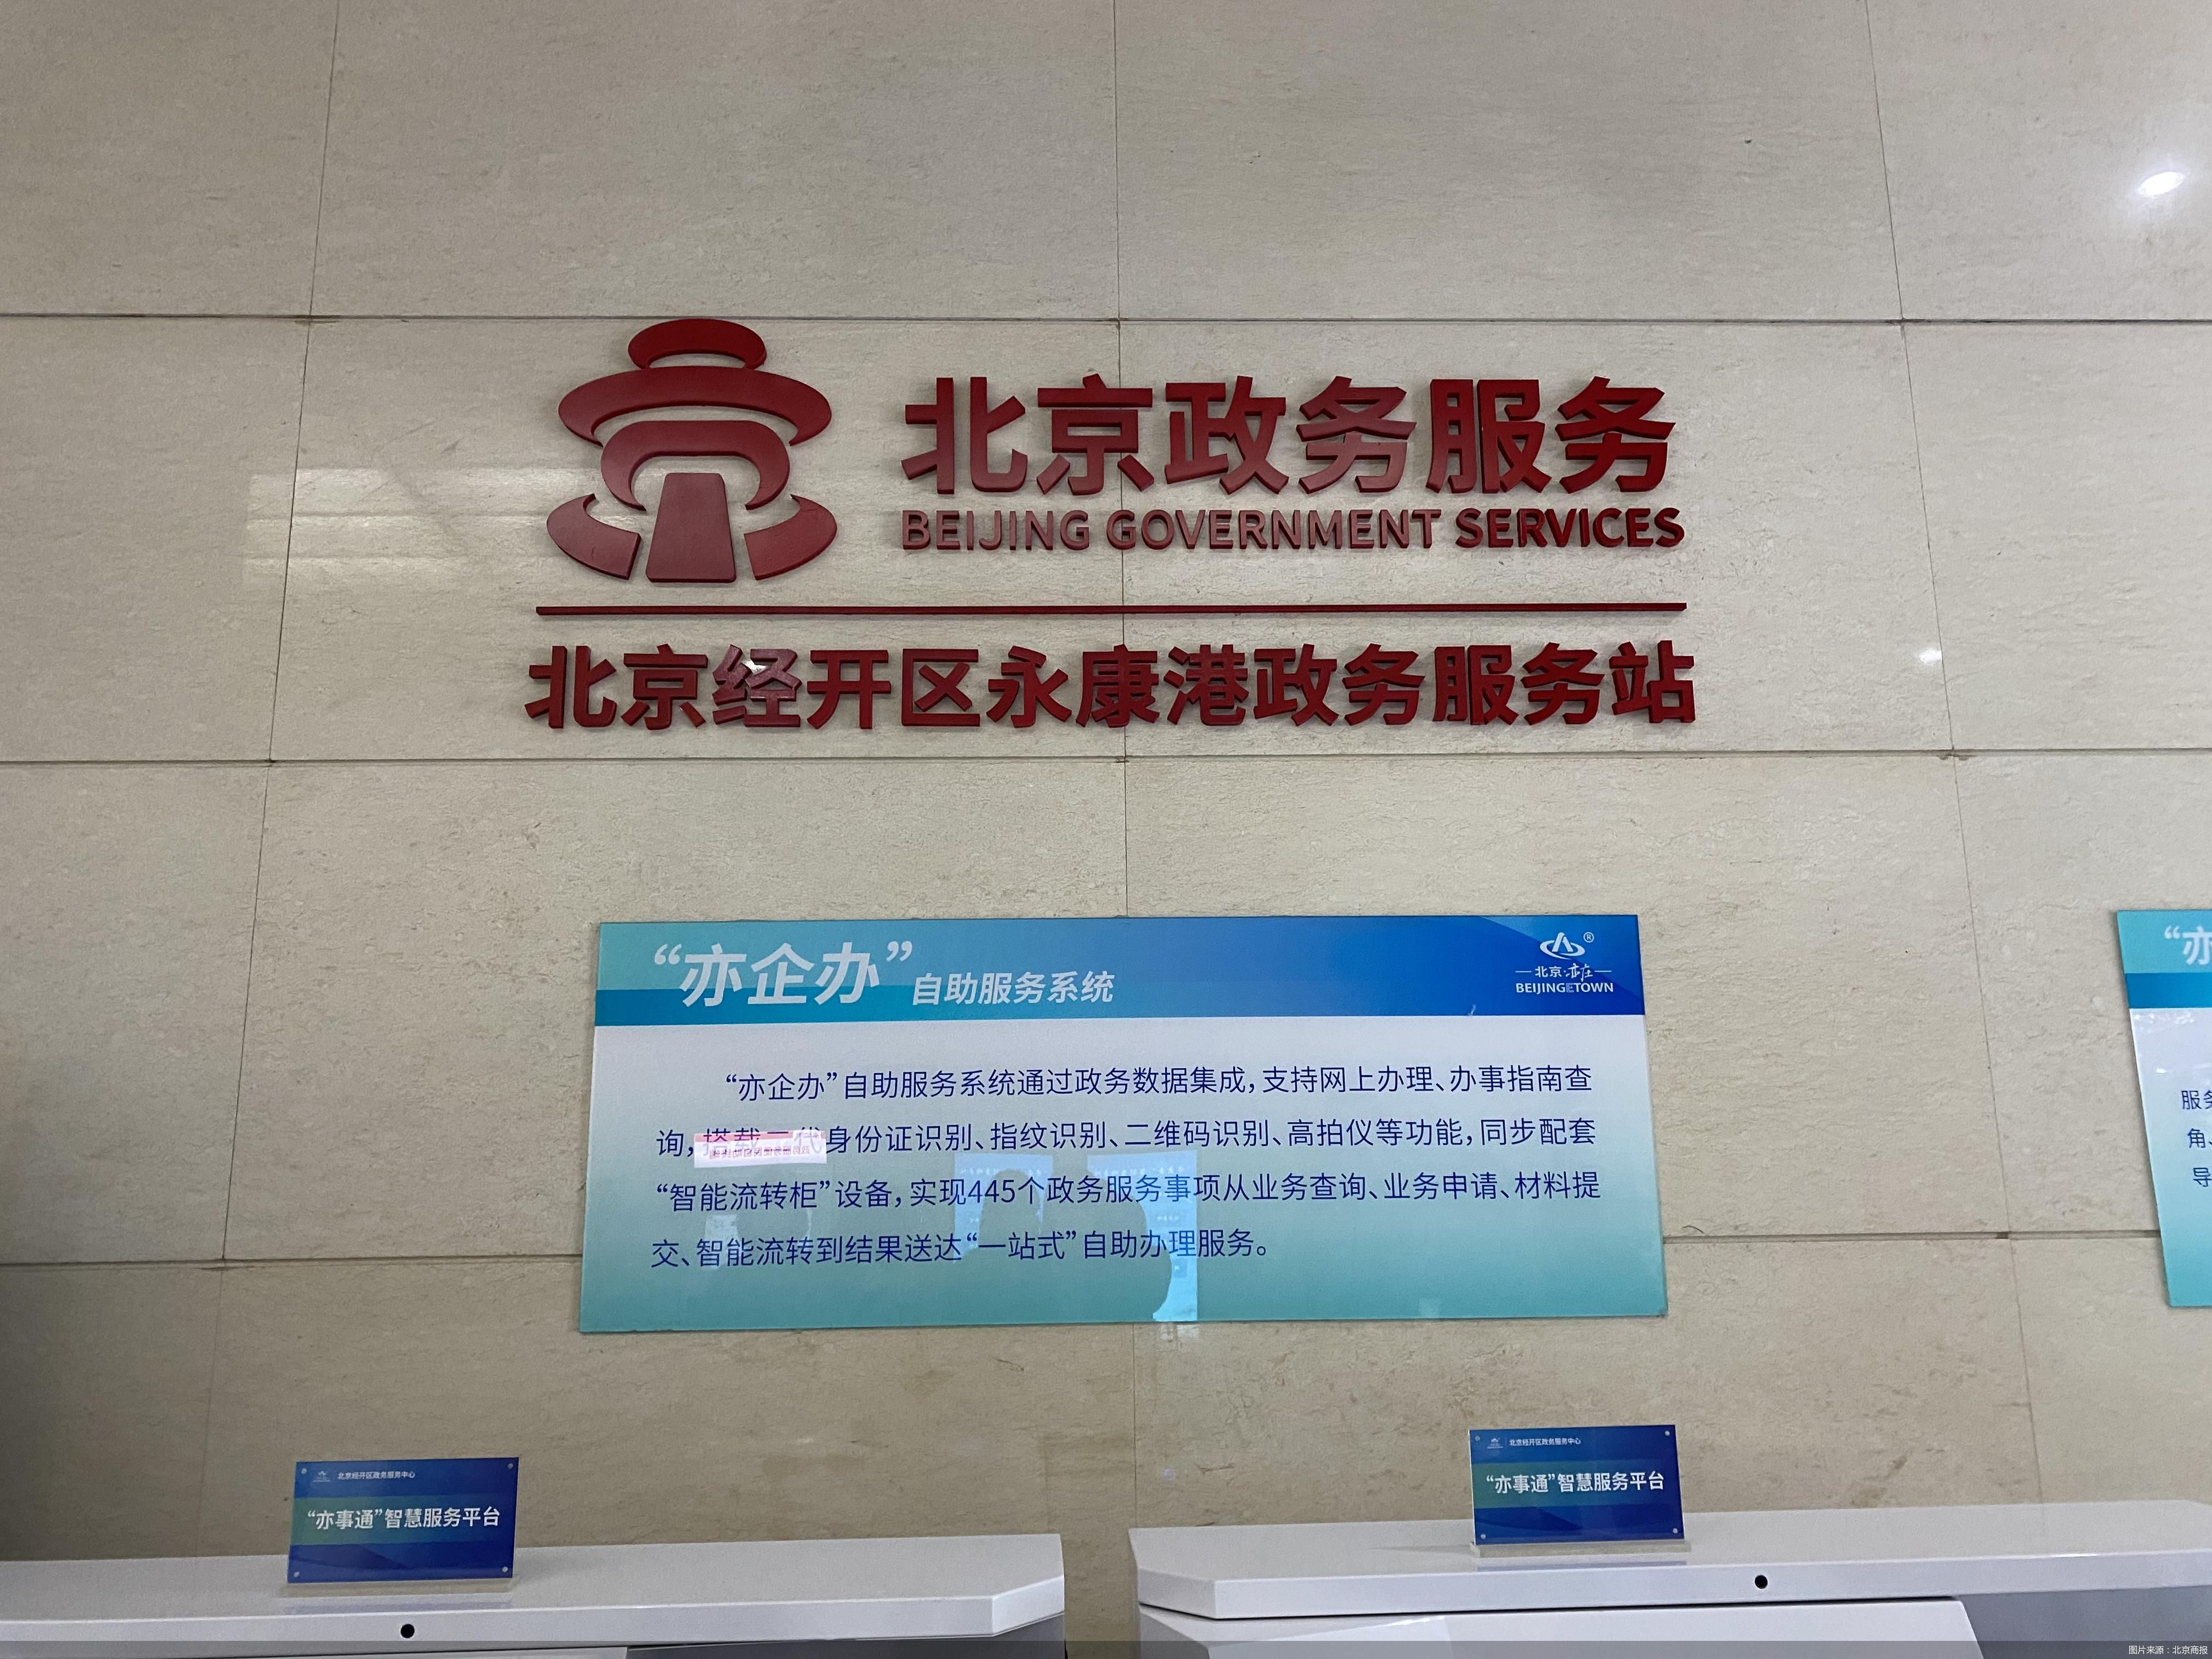 北京政务服务
BEIJING GOVERNMENT SERVICES
北京经开区永康港政务服务站
“亦企办”自助服务系统
®
北京·亦庄
BEIJING ETOWN
“亦企办”自助服务系统通过政务数据集成,支持网上办理、办事指南查
询,搭载二代身份证识别、指纹识别、二维码识别、高拍仪等功能,同步配套
“智能流转柜”设备,实现445个政务服务事项从业务查询、业务申请、材料提
交、智能流转到结果送达“一站式”自助办理服务。
“亦
服务
角、
导
北京经开区政务服务中心
“亦事通”智慧服务平台
北京经开区政务服务中心
“亦事通”智慧服务平台
图片来源:北京商报